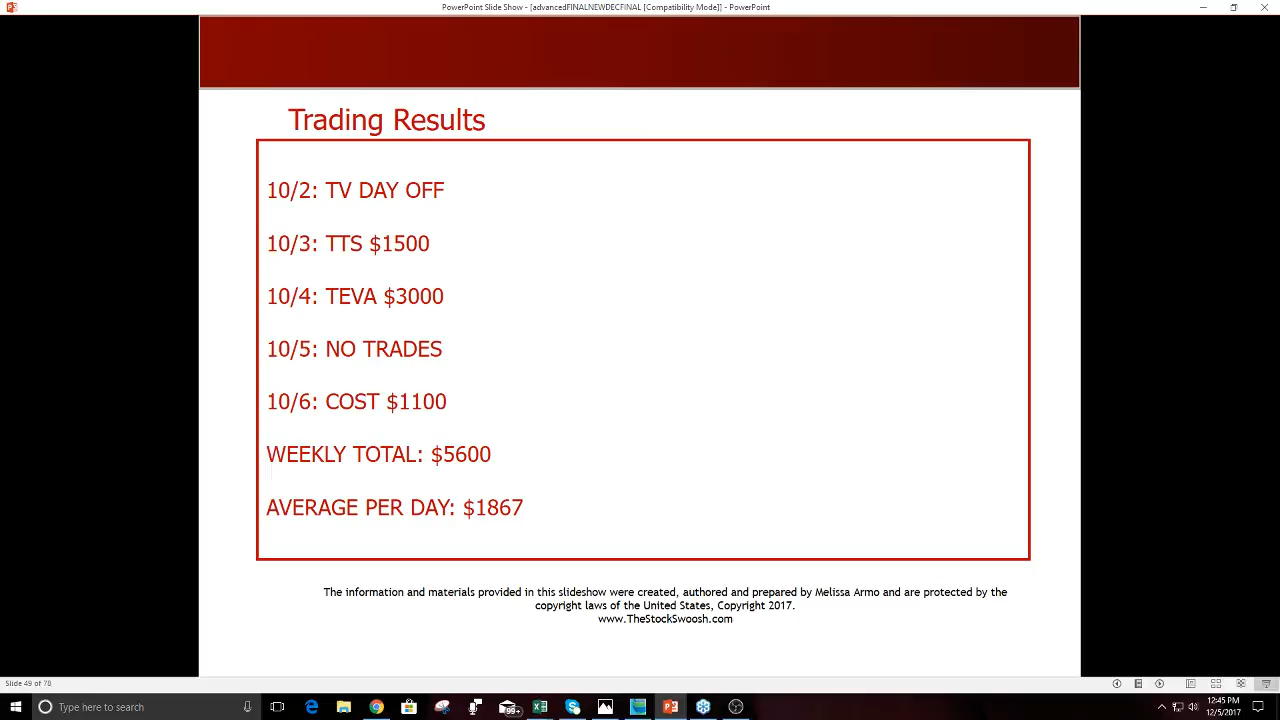 PowerPoint Slide Show - [advancedFINALNEWDECFINAL [Compatibility Mode]] - PowerPoint
Trading Results
10/2: TV DAY OFF
10/3: TTS $1500
10/4: TEVA $3000
10/5: NO TRADES
10/6: COST $1100
WEEKLY TOTAL: $5600
AVERAGE PER DAY: $1867
The information and materials provided in this slideshow were created, authored and prepared by Melissa Armo and are protected by the
copyright laws of the United States, Copyright 2017.
www.TheStockSwoosh.com
Slide 49 of 78
Type here to search
99+
12:45 PM
12/5/2017